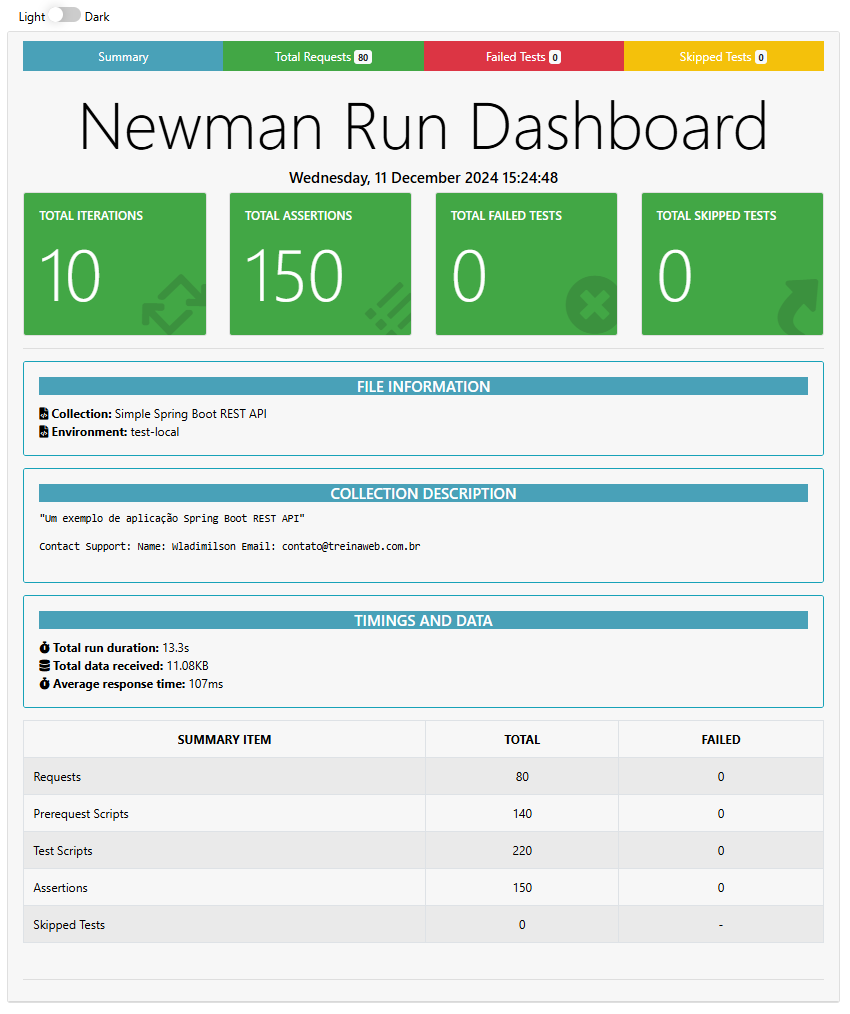 Light Dark
Summary Total Requests 80 Failed Tests 0 Skipped Tests 0
Newman Run Dashboard
Wednesday, 11 December 2024 15:24:48
TOTAL ITERATIONS TOTAL ASSERTIONS TOTAL FAILED TESTS TOTAL SKIPPED TESTS
10 150 0 0
FILE INFORMATION
Collection: Simple Spring Boot REST API
Environment: test-local
COLLECTION DESCRIPTION
"Um exemplo de aplicação Spring Boot REST API"
Contact Support: Name: Wladimilson Email: contato@treinaweb.com.br
TIMINGS AND DATA
Total run duration: 13.3s
Total data received: 11.08KB
Average response time: 107ms
SUMMARY ITEM TOTAL FAILED
Requests 80 0
Prerequest Scripts 140 0
Test Scripts 220 0
Assertions 150 0
Skipped Tests 0 -